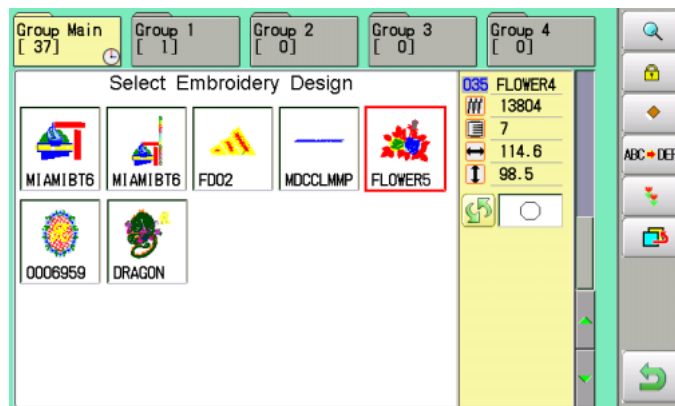 Group Main
[ 37]
Group 1
[ 1]
Group 2
[ 0]
Group 3
[ 0]
Group 4
[ 0]
Select Embroidery Design
MIAMIBT6
MIAMIBT6
FD02
MDCCLMMP
FLOWER5
0006959
DRAGON
035 FLOWER4
13804
7
114.6
98.5
ABC➡DEF